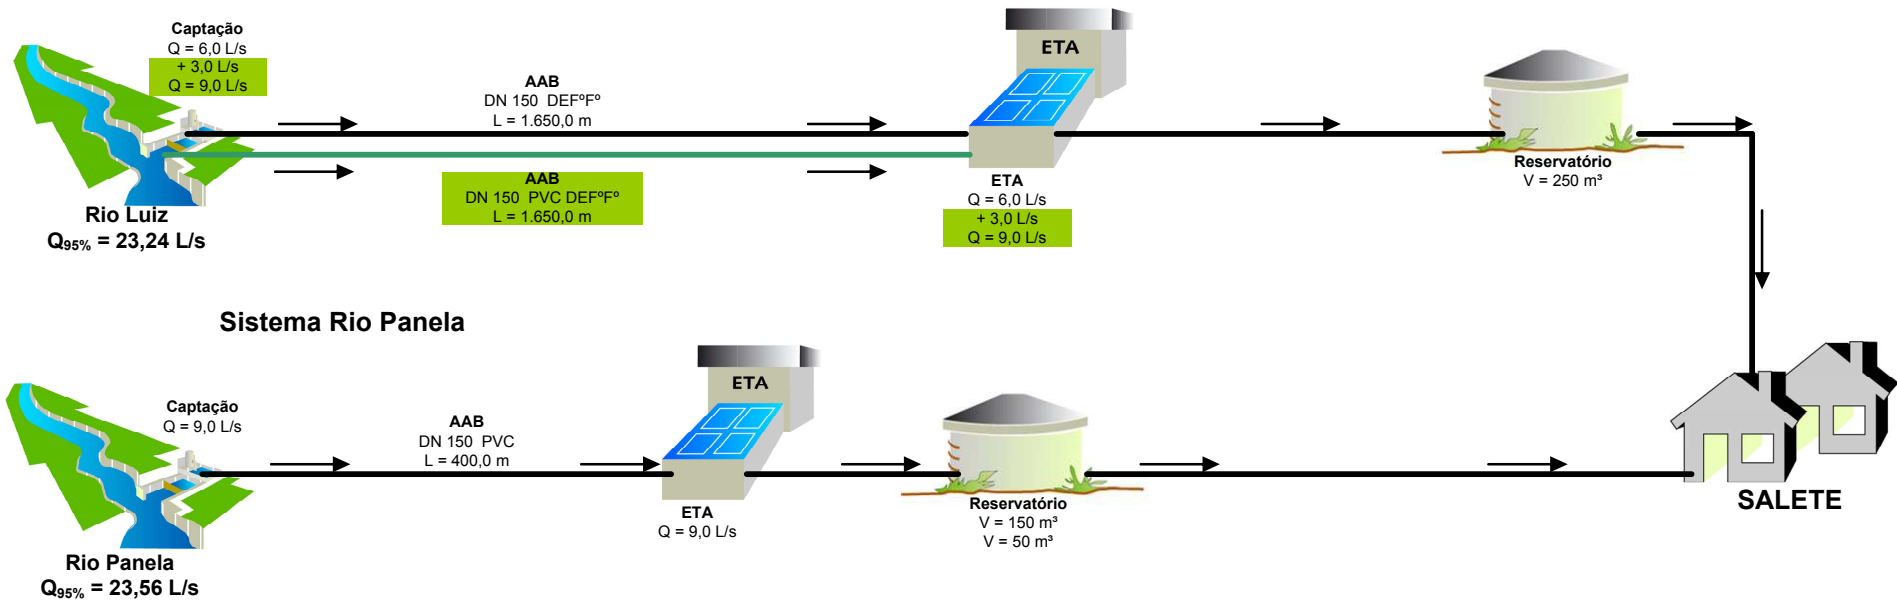 Captação
Q = 6,0 L/s
+ 3,0 L/s
Q = 9,0 L/s
AAB
DN 150 DEFºFº
L = 1.650,0 m
AAB
DN 150 PVC DEFºFº
L = 1.650,0 m
Rio Luiz
Q95% = 23,24 L/s
ETA
ETA
Q = 6,0 L/s
+ 3,0 L/s
Q = 9,0 L/s
Reservatório
V = 250 m³
Sistema Rio Panela
Captação
Q = 9,0 L/s
AAB
DN 150 PVC
L = 400,0 m
Rio Panela
Q95% = 23,56 L/s
ETA
ETA
Q = 9,0 L/s
Reservatório
V = 150 m³
V = 50 m³
SALETE